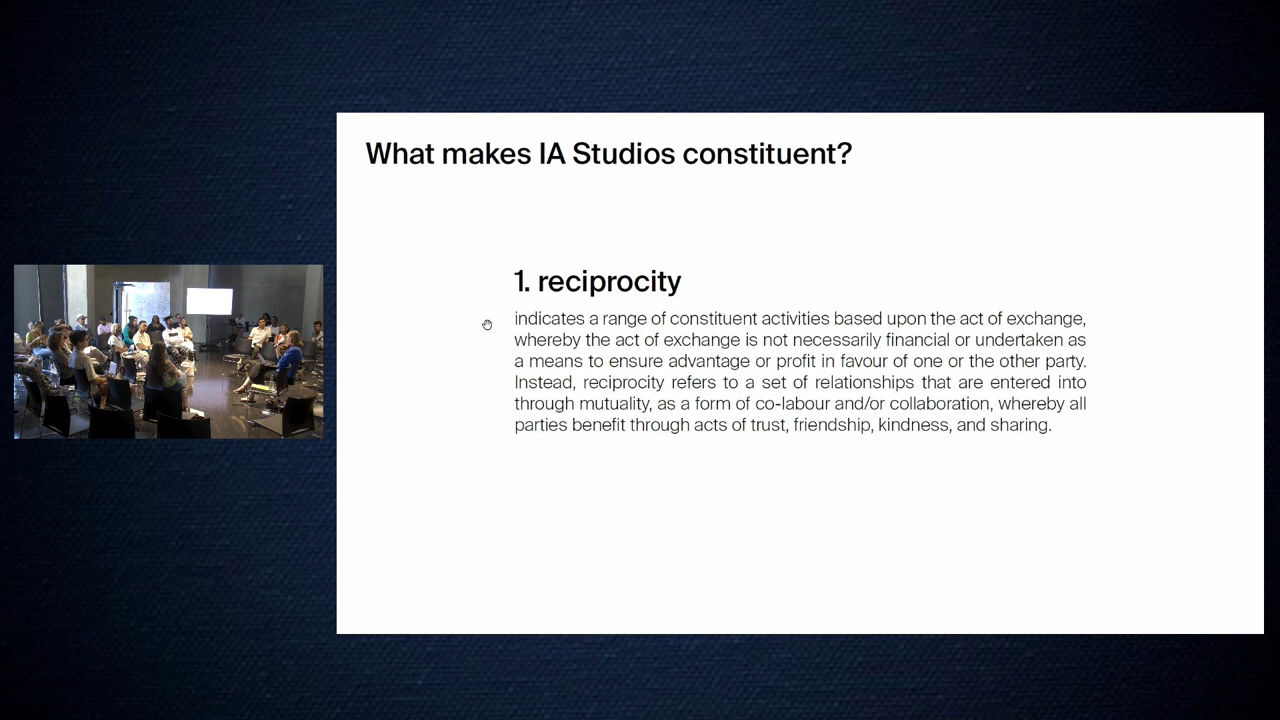 What makes IA Studios constituent?
1. reciprocity
indicates a range of constituent activities based upon the act of exchange,
whereby the act of exchange is not necessarily financial or undertaken as
a means to ensure advantage or profit in favour of one or the other party.
Instead, reciprocity refers to a set of relationships that are entered into
through mutuality, as a form of co-labour and/or collaboration, whereby all
parties benefit through acts of trust, friendship, kindness, and sharing.